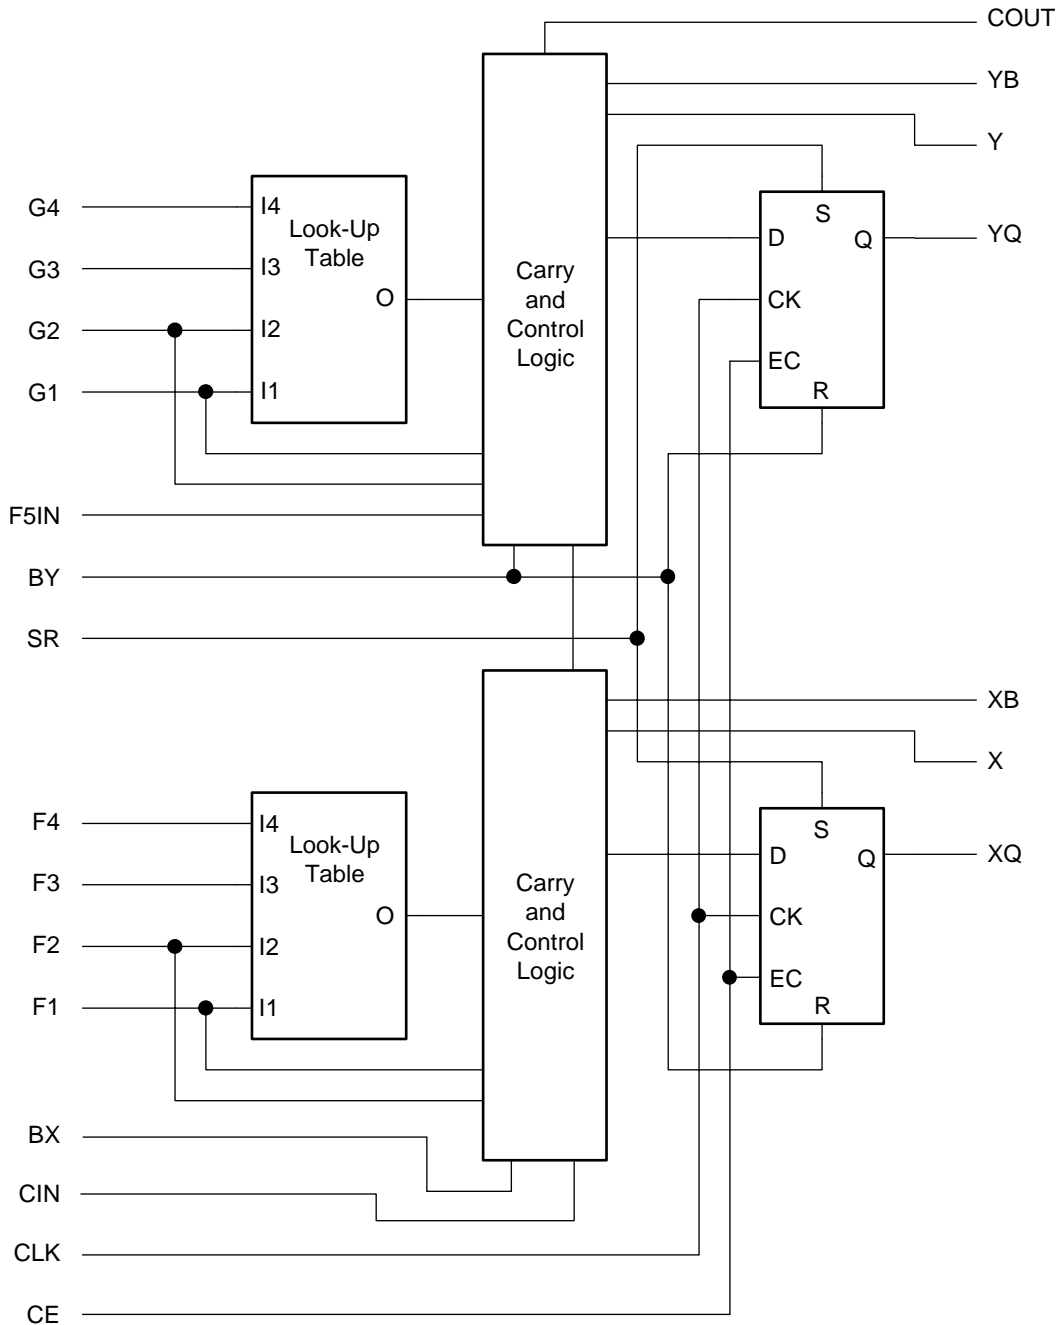 COUT
YB
Y
G4
I4
Look-Up
Table
S
D
Q
YQ
G3
I3
Carry
and
Control
Logic
O
CK
G2
I2
EC
G1
I1
R
F5IN
BY
SR
XB
X
F4
I4
Look-Up
Table
S
D
Q
XQ
F3
I3
Carry
and
Control
Logic
O
CK
F2
I2
EC
F1
I1
R
BX
CIN
CLK
CE